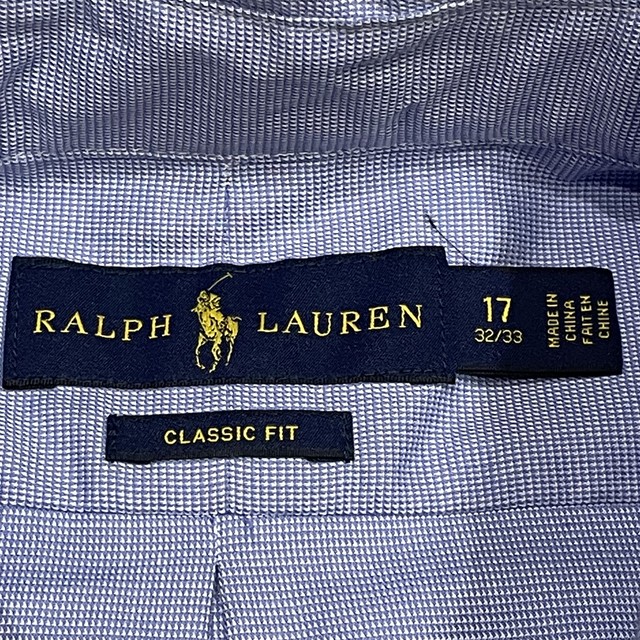 RALPH LAUREN
17
32/33
MADE IN
CHINA
FAIT EN
CHINE
CLASSIC FIT